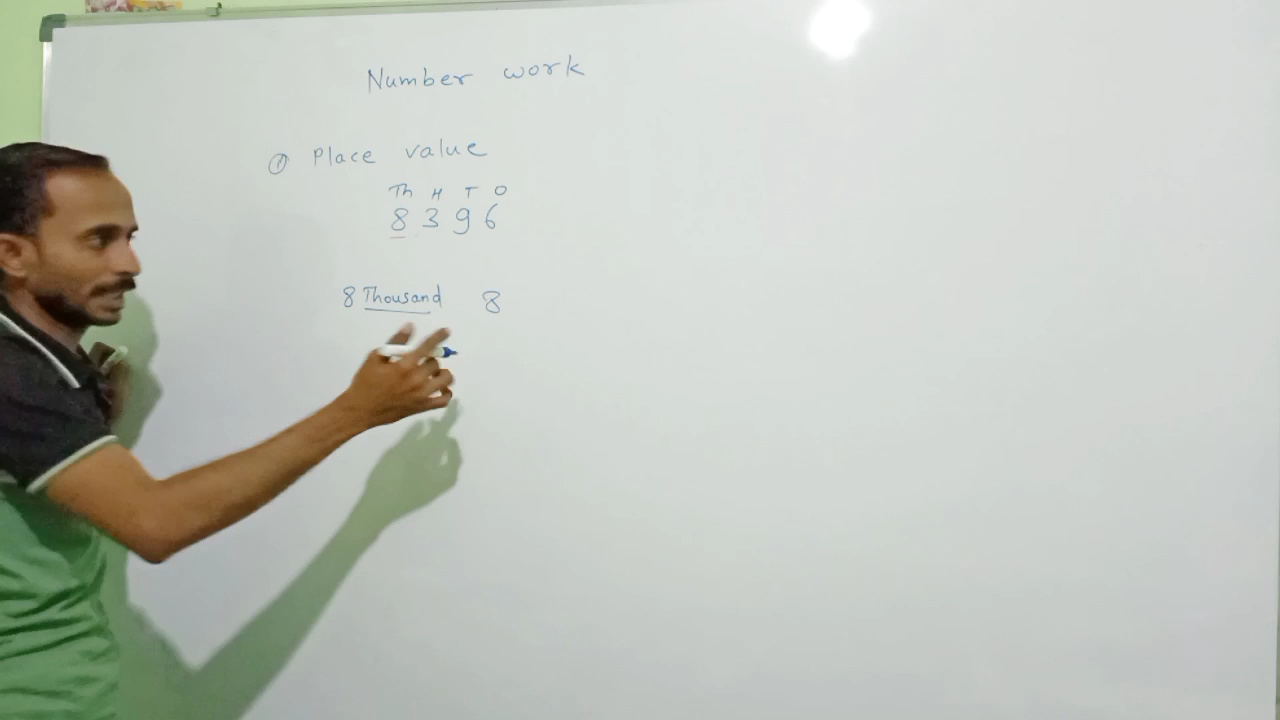 Number work
① Place value
Th H T O
8 3 9 6
8 Thousand 8